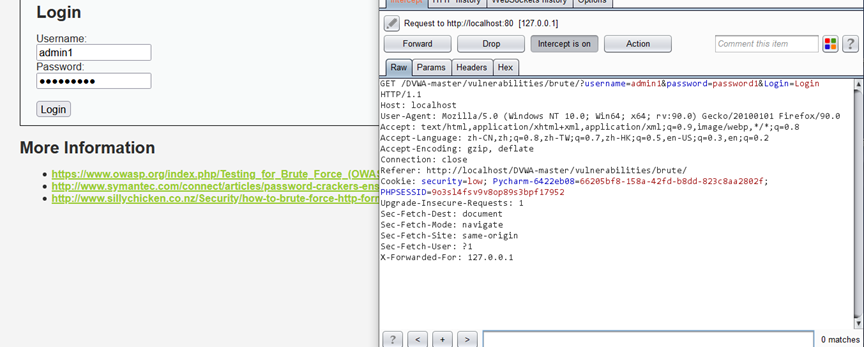 Login
Username:
admin1
Password:
•••••••••
Login
More Information
https://www.owasp.org/index.php/Testing_for_Brute_Force_(OWAS
http://www.symantec.com/connect/articles/password-crackers-ens
http://www.sillychicken.co.nz/Security/how-to-brute-force-http-forn
Intercept HTTP history WebSockets history Options
Request to http://localhost:80 [127.0.0.1]
Forward Drop Intercept is on Action Comment this item ?
Raw Params Headers Hex
GET /DVWA-master/vulnerabilities/brute/?username=admin1&password=password1&Login=Login
HTTP/1.1
Host: localhost
User-Agent: Mozilla/5.0 (Windows NT 10.0; Win64; x64; rv:90.0) Gecko/20100101 Firefox/90.0
Accept: text/html,application/xhtml+xml,application/xml;q=0.9,image/webp,*/*;q=0.8
Accept-Language: zh-CN,zh;q=0.8,zh-TW;q=0.7,zh-HK;q=0.5,en-US;q=0.3,en;q=0.2
Accept-Encoding: gzip, deflate
Connection: close
Referer: http://localhost/DVWA-master/vulnerabilities/brute/
Cookie: security=low; Pycharm-6422eb08=66205bf8-158a-42fd-b8dd-823c8aa2802f;
PHPSESSID=9o3sl4fsv9v8op89s3bpf17952
Upgrade-Insecure-Requests: 1
Sec-Fetch-Dest: document
Sec-Fetch-Mode: navigate
Sec-Fetch-Site: same-origin
Sec-Fetch-User: ?1
X-Forwarded-For: 127.0.0.1
? < + > 0 matches